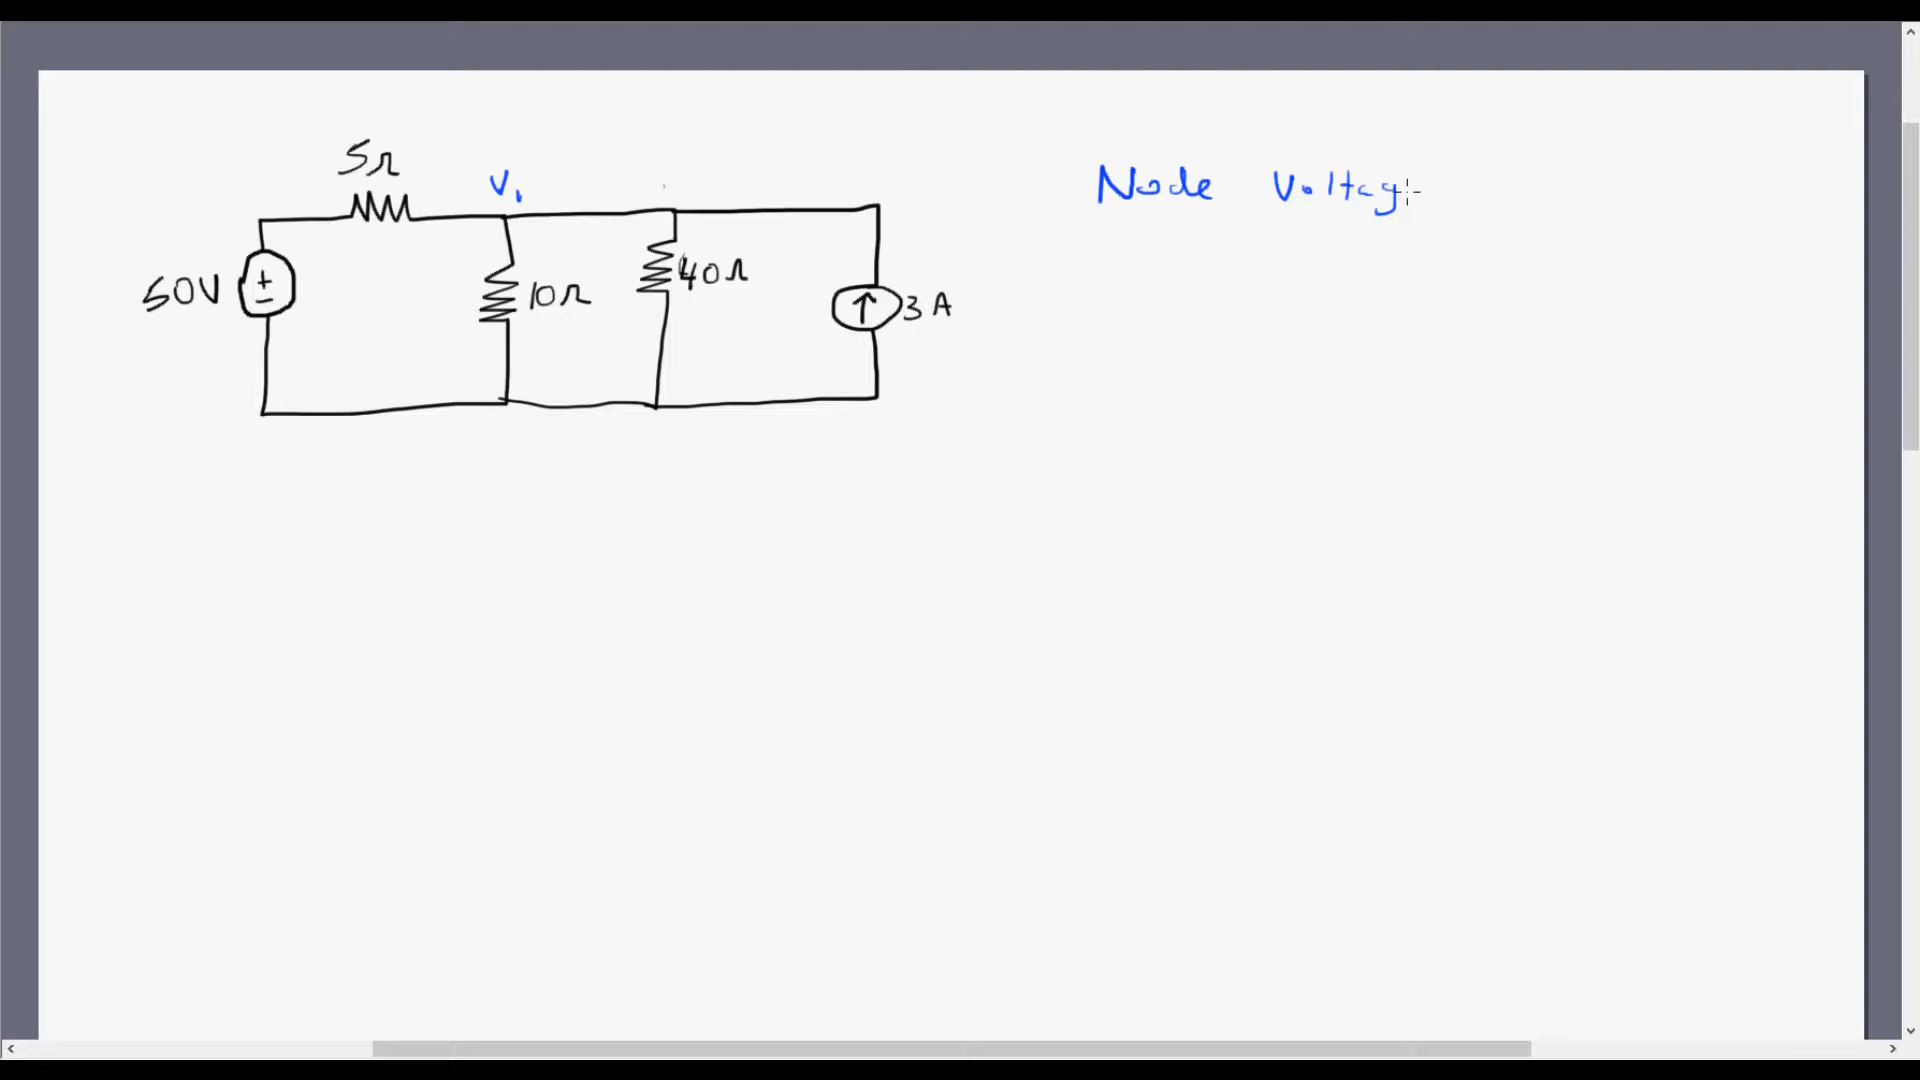 5Ω
V₁
Node Voltag
50V
+
−
10Ω
40Ω
3 A